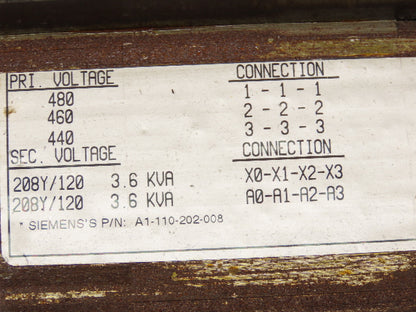 PRI. VOLTAGE CONNECTION
480 1 - 1 - 1
460 2 - 2 - 2
440 3 - 3 - 3
SEC. VOLTAGE CONNECTION
208Y/120 3.6 KVA X0-X1-X2-X3
208Y/120 3.6 KVA A0-A1-A2-A3
* SIEMENS'S P/N: A1-110-202-008